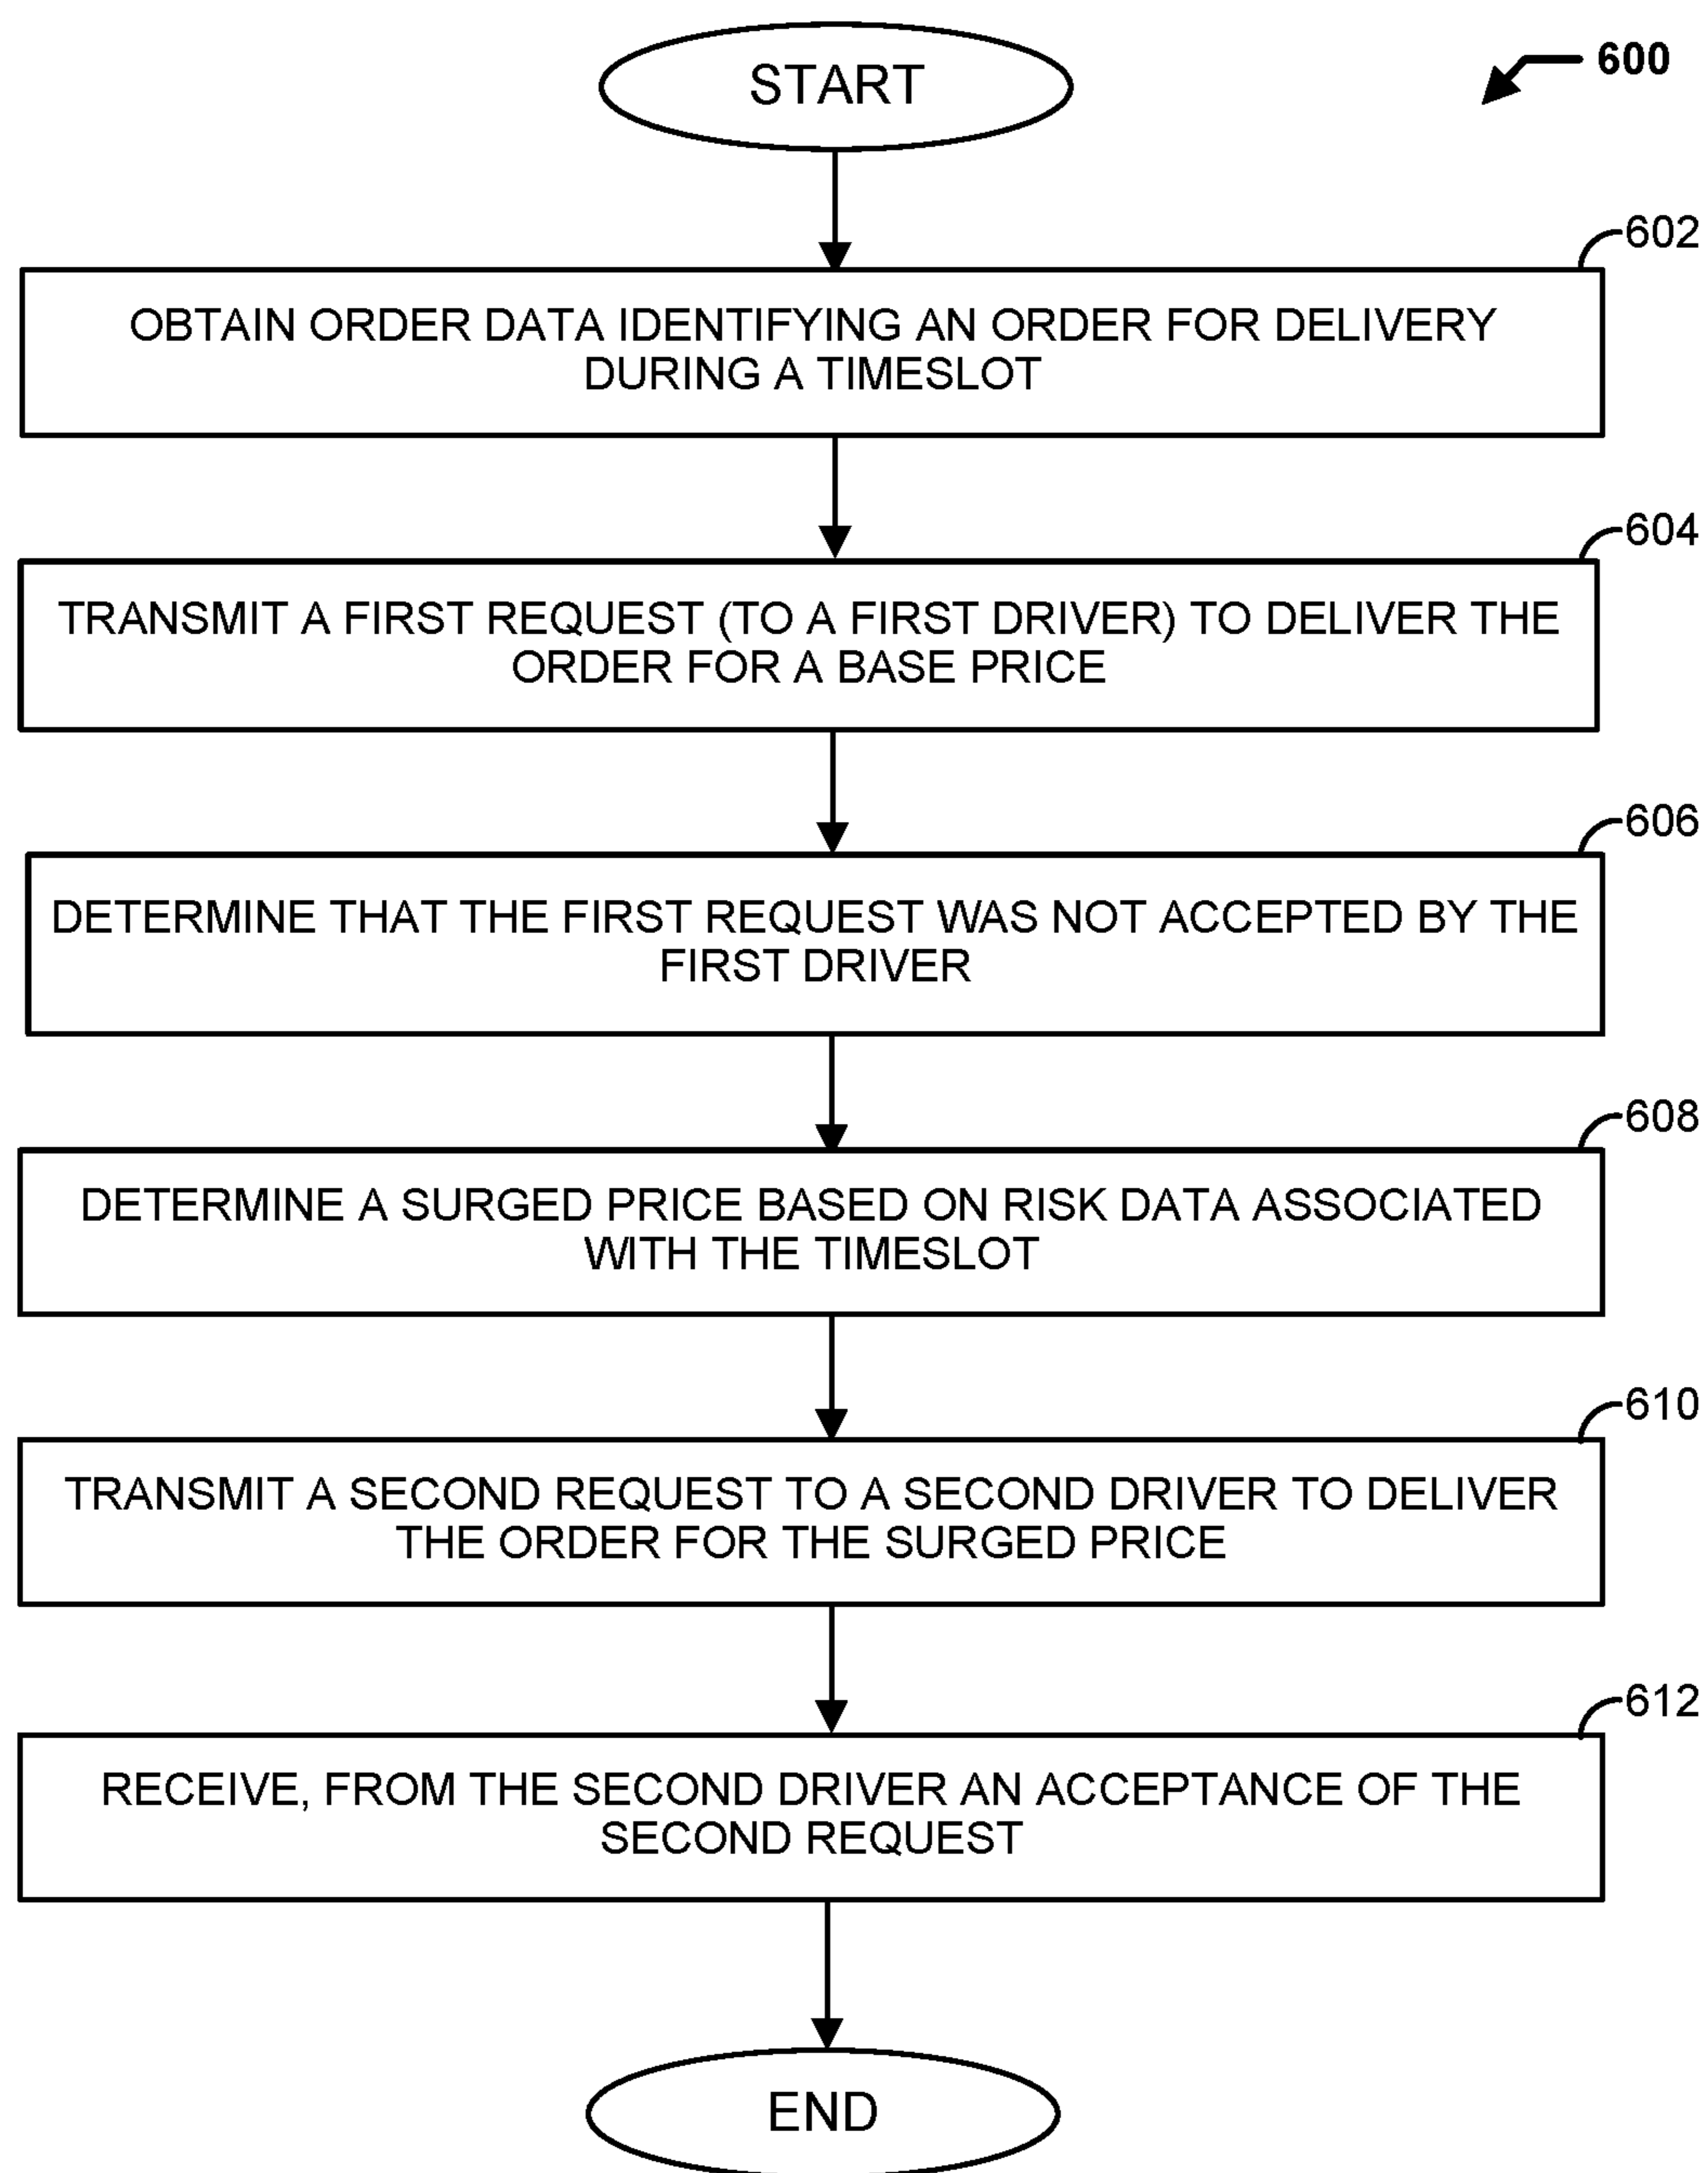 START
600
602
OBTAIN ORDER DATA IDENTIFYING AN ORDER FOR DELIVERY
DURING A TIMESLOT
604
TRANSMIT A FIRST REQUEST (TO A FIRST DRIVER) TO DELIVER THE
ORDER FOR A BASE PRICE
606
DETERMINE THAT THE FIRST REQUEST WAS NOT ACCEPTED BY THE
FIRST DRIVER
608
DETERMINE A SURGED PRICE BASED ON RISK DATA ASSOCIATED
WITH THE TIMESLOT
610
TRANSMIT A SECOND REQUEST TO A SECOND DRIVER TO DELIVER
THE ORDER FOR THE SURGED PRICE
612
RECEIVE, FROM THE SECOND DRIVER AN ACCEPTANCE OF THE
SECOND REQUEST
END